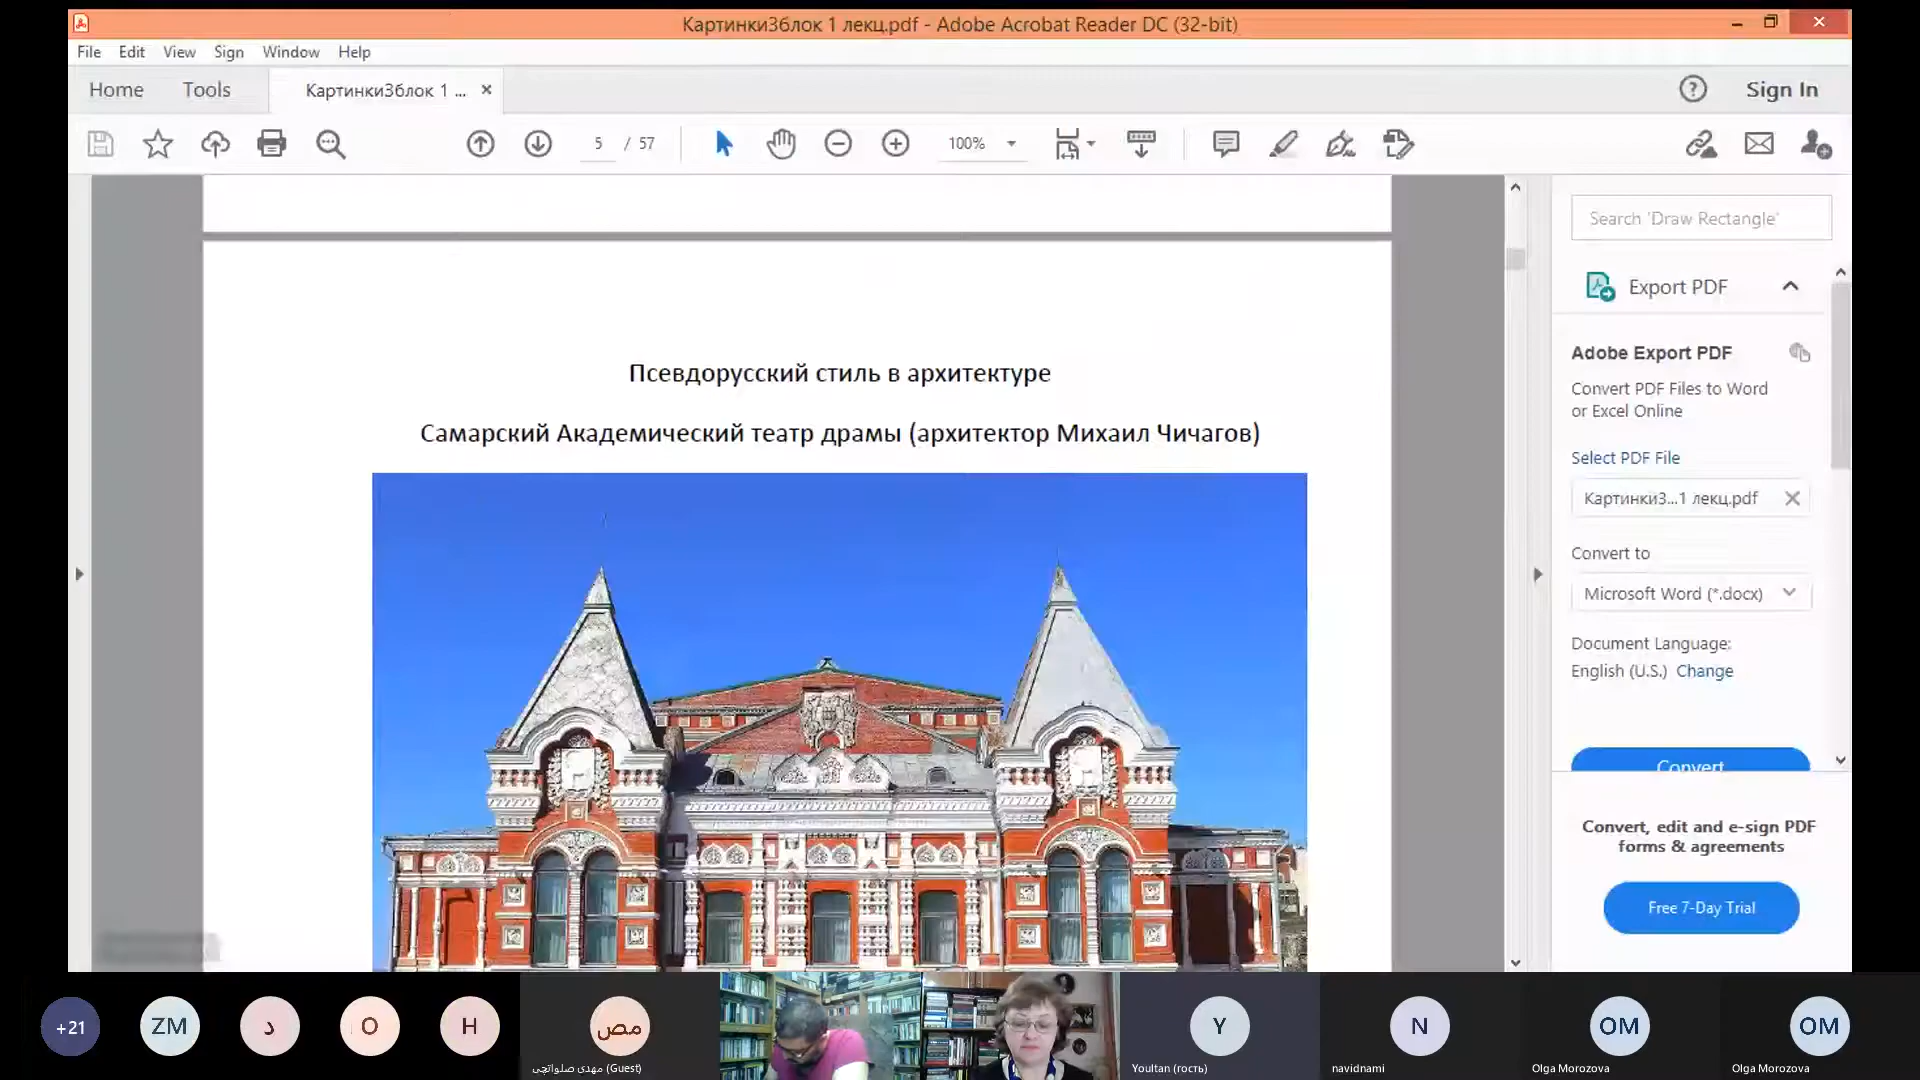 Картинки3блок 1 лекц.pdf - Adobe Acrobat Reader DC (32-bit)
File Edit View Sign Window Help
Home Tools Картинки3блок 1 ...
Sign In
5 / 57 100%
Search 'Draw Rectangle'
Export PDF
Adobe Export PDF
Convert PDF Files to Word
or Excel Online
Select PDF File
Картинки3...1 лекц.pdf
Convert to
Microsoft Word (*.docx)
Document Language:
English (U.S.) Change
Convert
Convert, edit and e-sign PDF
forms & agreements
Free 7-Day Trial
Псевдорусский стиль в архитектуре
Самарский Академический театр драмы (архитектор Михаил Чичагов)
+21 ZM د O H مص Y N OM OM
مهدی صلواتچی (Guest) Youltan (гость) navidnami Olga Morozova Olga Morozova